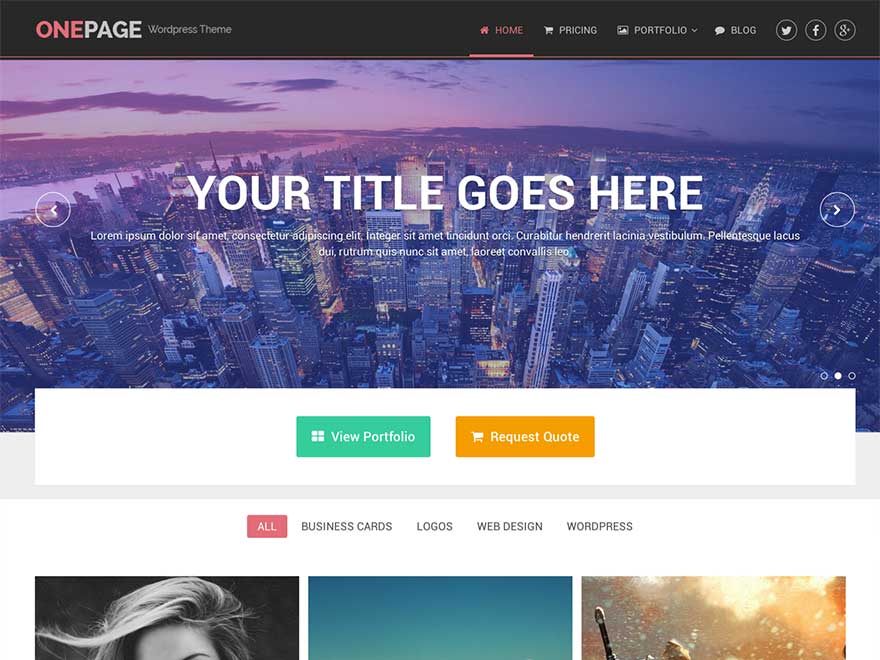 ONEPAGE Wordpress Theme
HOME PRICING PORTFOLIO BLOG
YOUR TITLE GOES HERE
Lorem ipsum dolor sit amet, consectetur adipiscing elit. Integer sit amet tincidunt orci. Curabitur hendrerit lacinia vestibulum. Pellentesque lacus
dui, rutrum quis nunc sit amet, laoreet convallis leo.
View Portfolio Request Quote
ALL BUSINESS CARDS LOGOS WEB DESIGN WORDPRESS